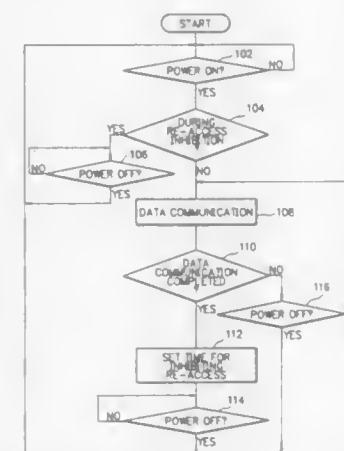 START
102
POWER ON?
NO
YES
104
DURING
RE-ACCESS
INHIBITION
YES
NO
106
POWER OFF?
NO
YES
DATA COMMUNICATION
108
110
DATA
COMMUNICATION
COMPLETED
NO
YES
116
POWER OFF?
YES
112
SET TIME FOR
INHIBITING
RE-ACCESS
114
POWER OFF?
NO
YES